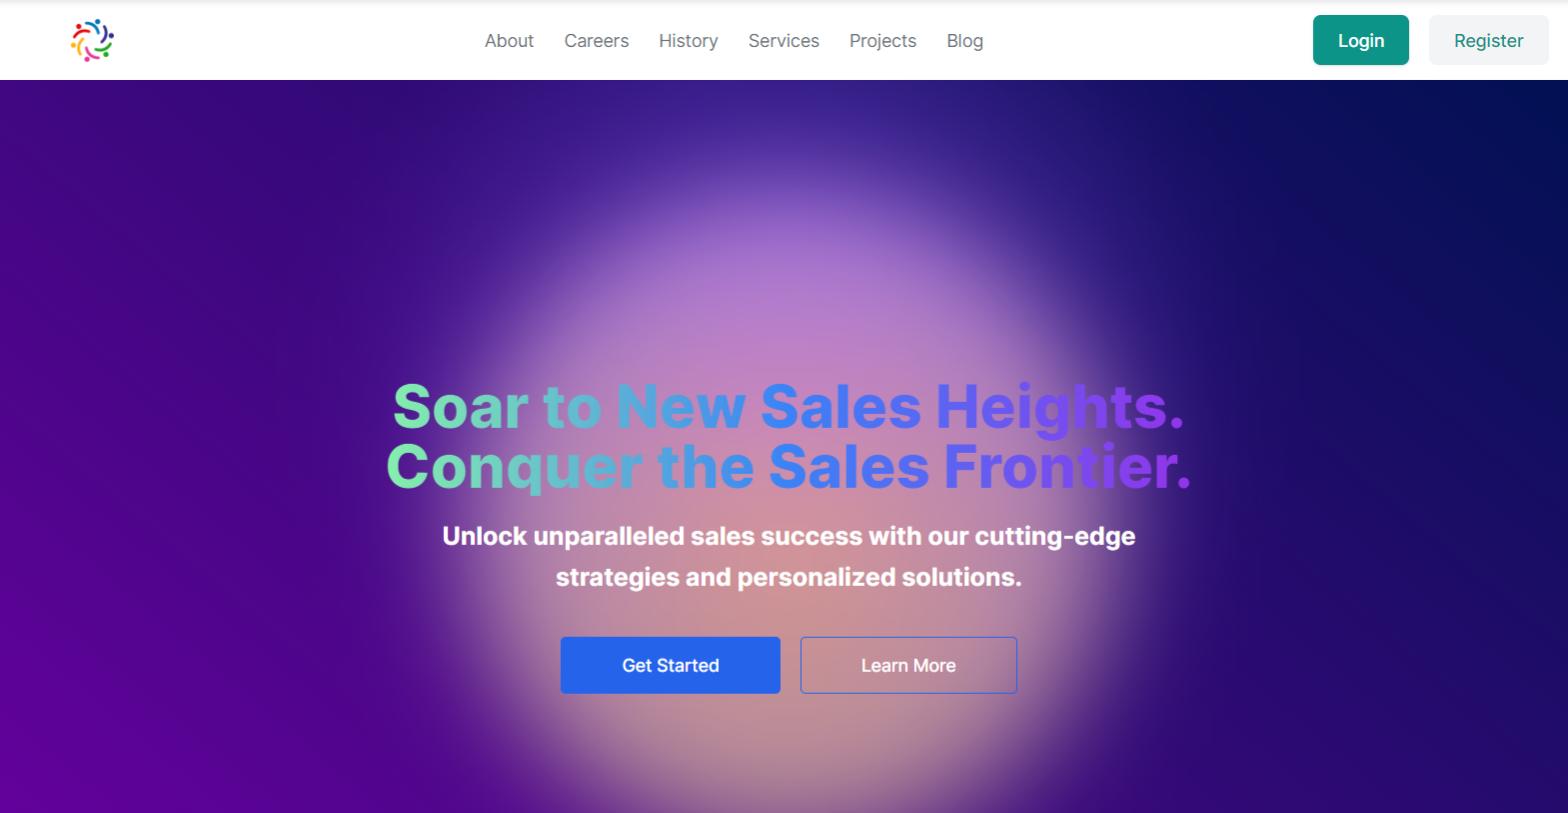 About Careers History Services Projects Blog Login Register
Soar to New Sales Heights.
Conquer the Sales Frontier.
Unlock unparalleled sales success with our cutting-edge
strategies and personalized solutions.
Get Started Learn More